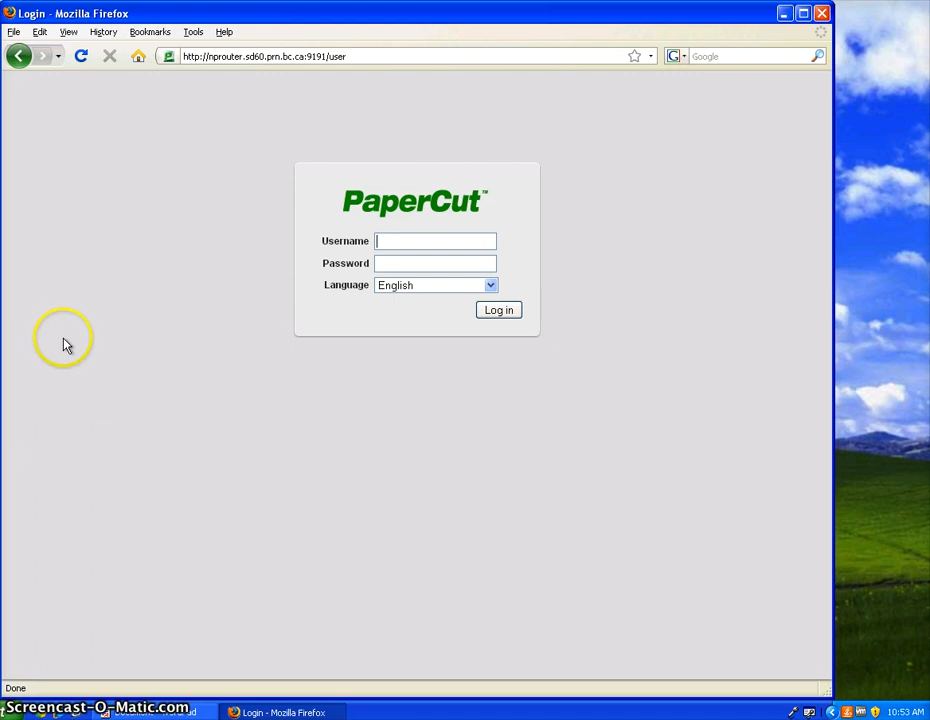 Login - Mozilla Firefox
File Edit View History Bookmarks Tools Help
http://nprouter.sd60.prn.bc.ca:9191/user
G Google
PaperCut™
Username
Password
Language English
Log in
Done
Screencast-O-Matic.com
Login - Mozilla Firefox
10:53 AM